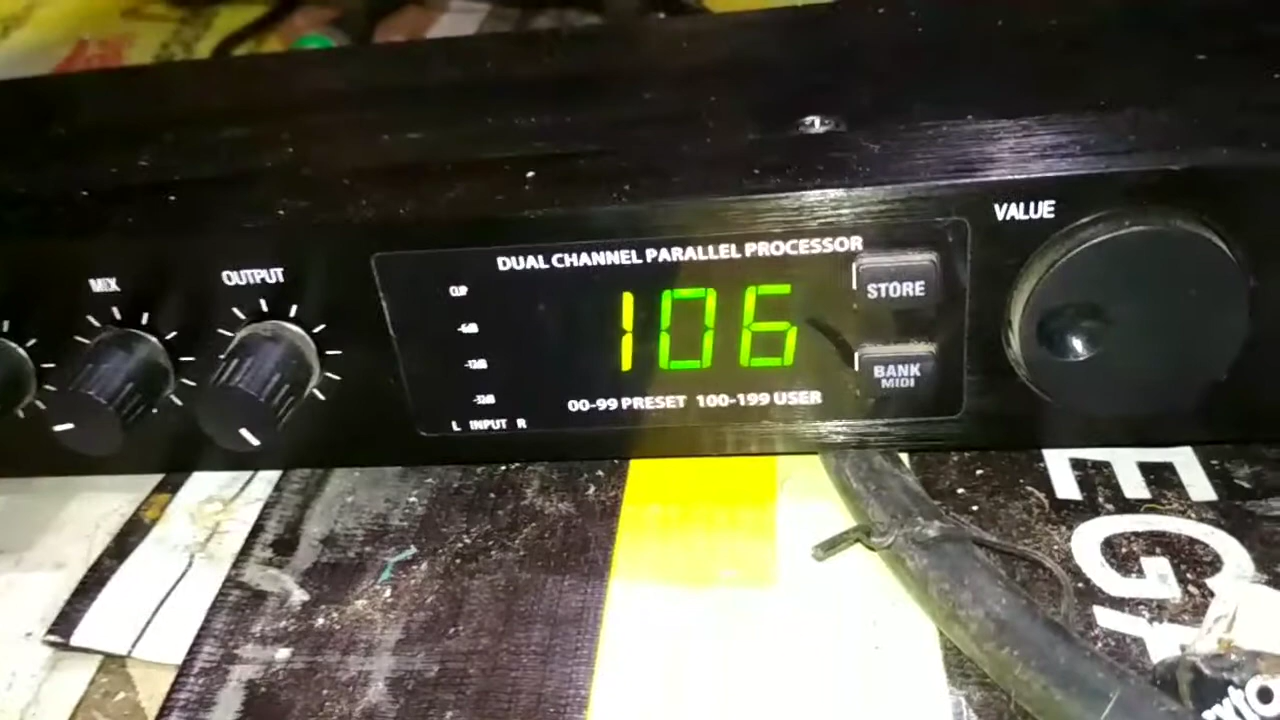 VALUE
DUAL CHANNEL PARALLEL PROCESSOR
MIX
OUTPUT
CLIP
STORE
106
-6dB
-12dB
BANK
MIDI
-32dB
00-99 PRESET 100-199 USER
L INPUT R
E
G